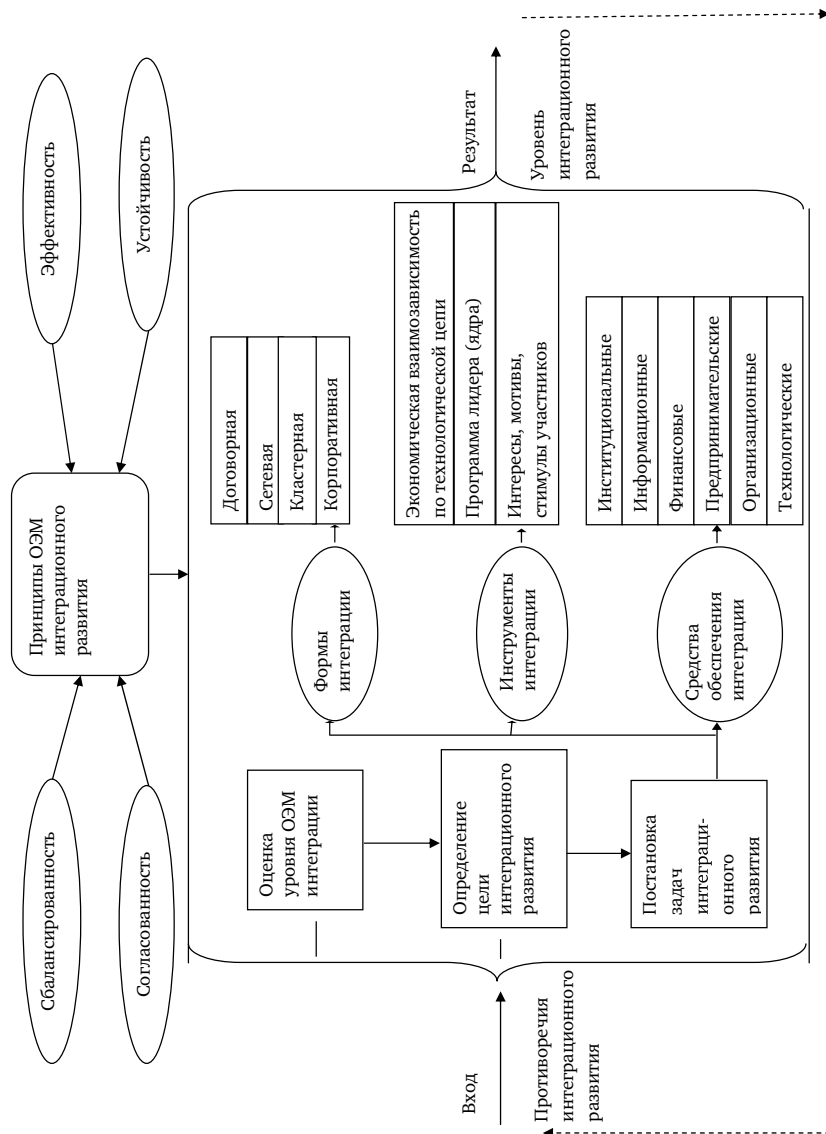 Сбалансированность
Согласованность
Принципы ОЭМ
интеграционного
развития
Эффективность
Устойчивость
Вход
Противоречия
интеграционного
развития
Оценка
уровня ОЭМ
интеграции
Определение
цели
интеграционного
развития
Постановка
задач
интеграци-
онного
развития
Формы
интеграции
Инструменты
интеграции
Средства
обеспечения
интеграции
Договорная
Сетевая
Кластерная
Корпоративная
Экономическая взаимозависимость
по технологической цепи
Программа лидера (ядра)
Интересы, мотивы,
стимулы участников
Институциональные
Информационные
Финансовые
Предпринимательские
Организационные
Технологические
Результат
Уровень
интеграционного
развития